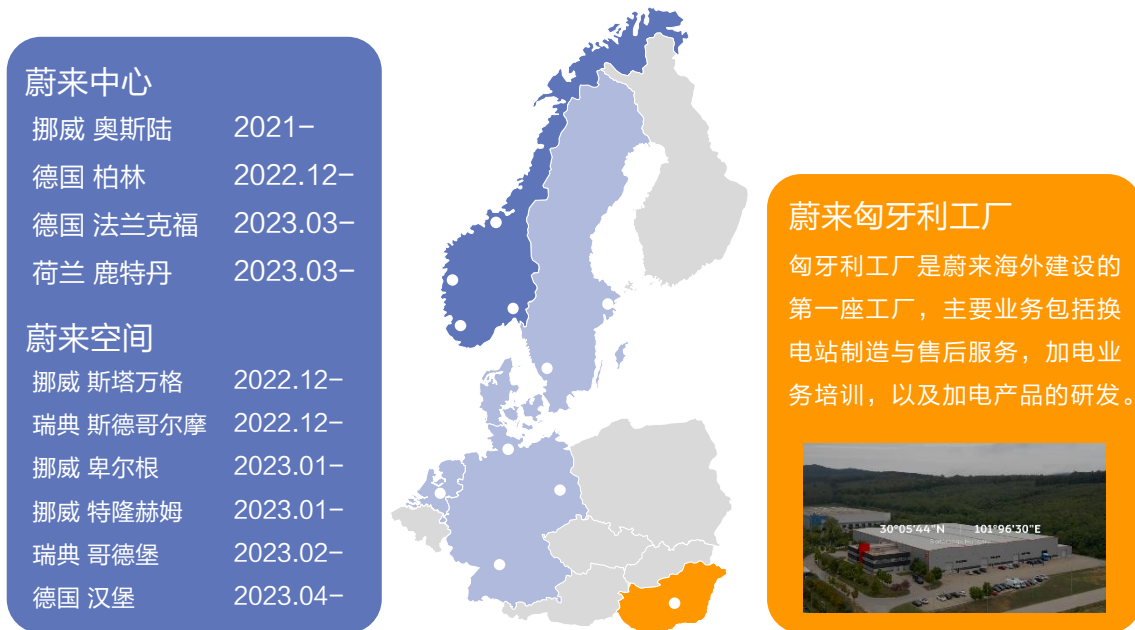 蔚来中心
挪威 奥斯陆 2021-
德国 柏林 2022.12-
德国 法兰克福 2023.03-
荷兰 鹿特丹 2023.03-
蔚来空间
挪威 斯塔万格 2022.12-
瑞典 斯德哥尔摩 2022.12-
挪威 卑尔根 2023.01-
挪威 特隆赫姆 2023.01-
瑞典 哥德堡 2023.02-
德国 汉堡 2023.04-
蔚来匈牙利工厂
匈牙利工厂是蔚来海外建设的
第一座工厂，主要业务包括换
电站制造与售后服务，加电业
务培训，以及加电产品的研发。
30°05'44"N | 101°96'30"E